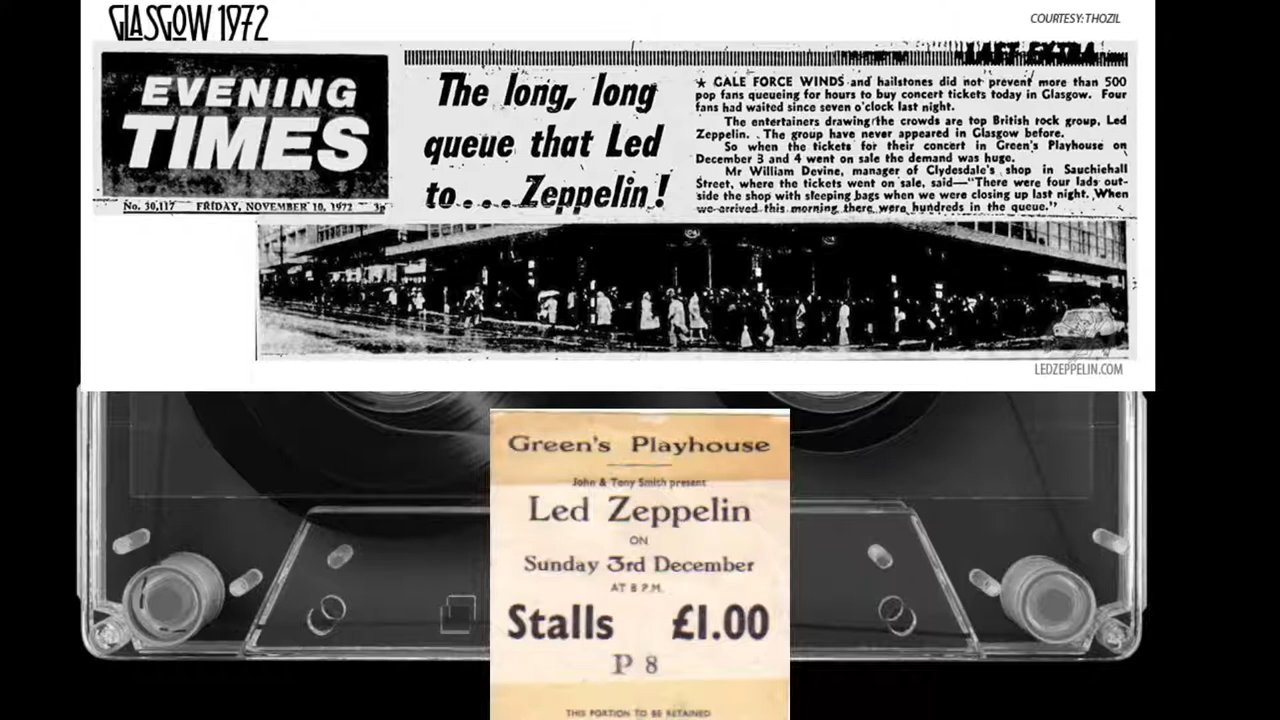 GLASGOW 1972
COURTESY: THOZIL
LAST EXTRA
EVENING
TIMES
No. 30,117 FRIDAY, NOVEMBER 10, 1972 3p
The long, long
queue that Led
to.... Zeppelin!
★ GALE FORCE WINDS and hailstones did not prevent more than 500
pop fans queueing for hours to buy concert tickets today in Glasgow. Four
fans had waited since seven o'clock last night.
The entertainers drawing the crowds are top British rock group, Led
Zeppelin. The group have never appeared in Glasgow before.
So when the tickets for their concert in Green's Playhouse on
December 3 and 4 went on sale the demand was huge.
Mr William Devine, manager of Clydesdale's shop in Sauchiehall
Street, where the tickets went on sale, said—"There were four lads out-
side the shop with sleeping bags when we were closing up last night. When
we arrived this morning there were hundreds in the queue."
LEDZEPPELIN.COM
Green's Playhouse
John & Tony Smith present
Led Zeppelin
ON
Sunday 3rd December
AT 8 P.M.
Stalls £1.00
P 8
THIS PORTION TO BE RETAINED